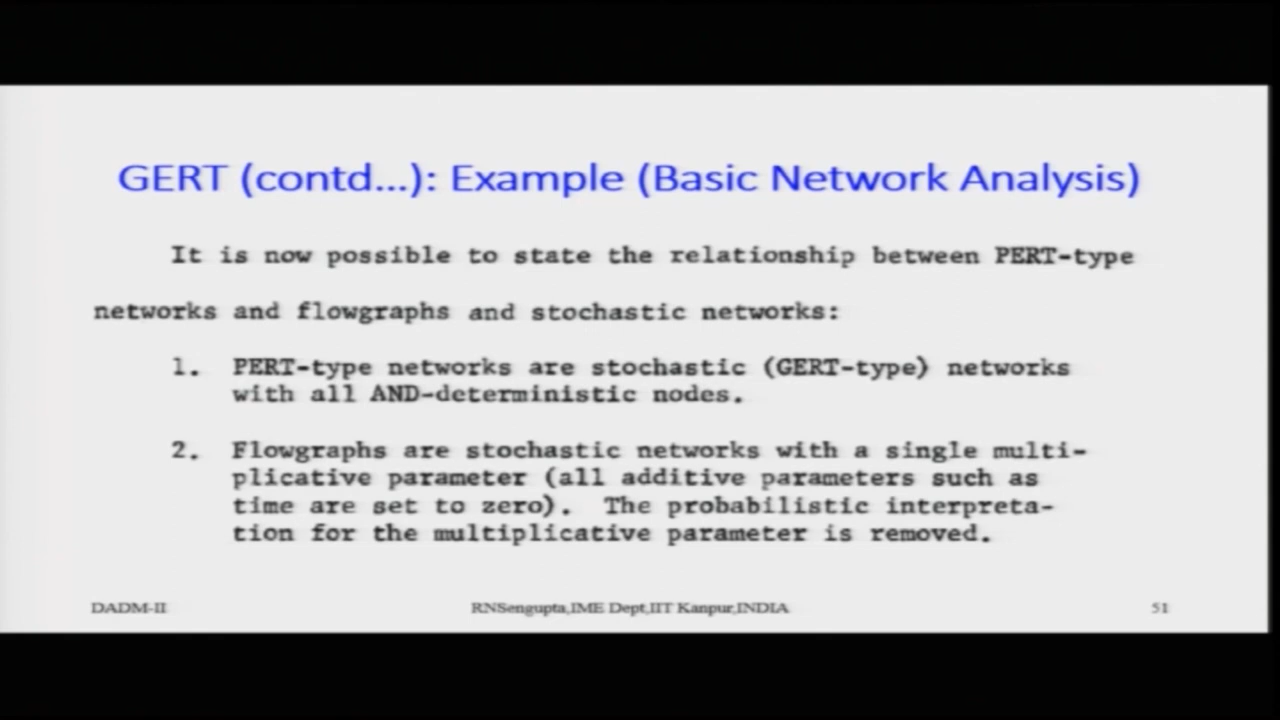 GERT (contd...): Example (Basic Network Analysis)
It is now possible to state the relationship between PERT-type
networks and flowgraphs and stochastic networks:
1. PERT-type networks are stochastic (GERT-type) networks
with all AND-deterministic nodes.
2. Flowgraphs are stochastic networks with a single multi-
plicative parameter (all additive parameters such as
time are set to zero). The probabilistic interpreta-
tion for the multiplicative parameter is removed.
DADM-II RNSengupta,IME Dept,IIT Kanpur,INDIA 51